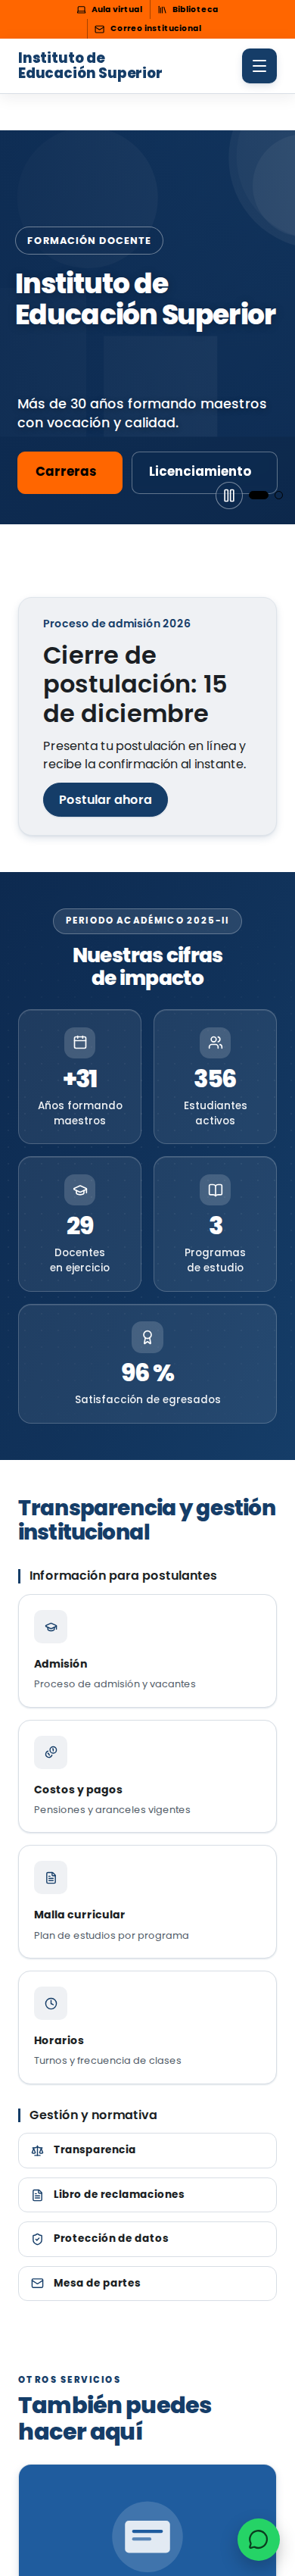 Aula virtual
Biblioteca
Correo institucional
Instituto de
Educación Superior
FORMACIÓN DOCENTE
Instituto de
Educación Superior
Más de 30 años formando maestros
con vocación y calidad.
Carreras
Licenciamiento
Proceso de admisión 2026
Cierre de
postulación: 15
de diciembre
Presenta tu postulación en línea y
recibe la confirmación al instante.
Postular ahora
PERIODO ACADÉMICO 2025-II
Nuestras cifras
de impacto
+31
Años formando
maestros
356
Estudiantes
activos
29
Docentes
en ejercicio
3
Programas
de estudio
96 %
Satisfacción de egresados
Transparencia y gestión
institucional
Información para postulantes
Admisión
Proceso de admisión y vacantes
Costos y pagos
Pensiones y aranceles vigentes
Malla curricular
Plan de estudios por programa
Horarios
Turnos y frecuencia de clases
Gestión y normativa
Transparencia
Libro de reclamaciones
Protección de datos
Mesa de partes
OTROS SERVICIOS
También puedes
hacer aquí